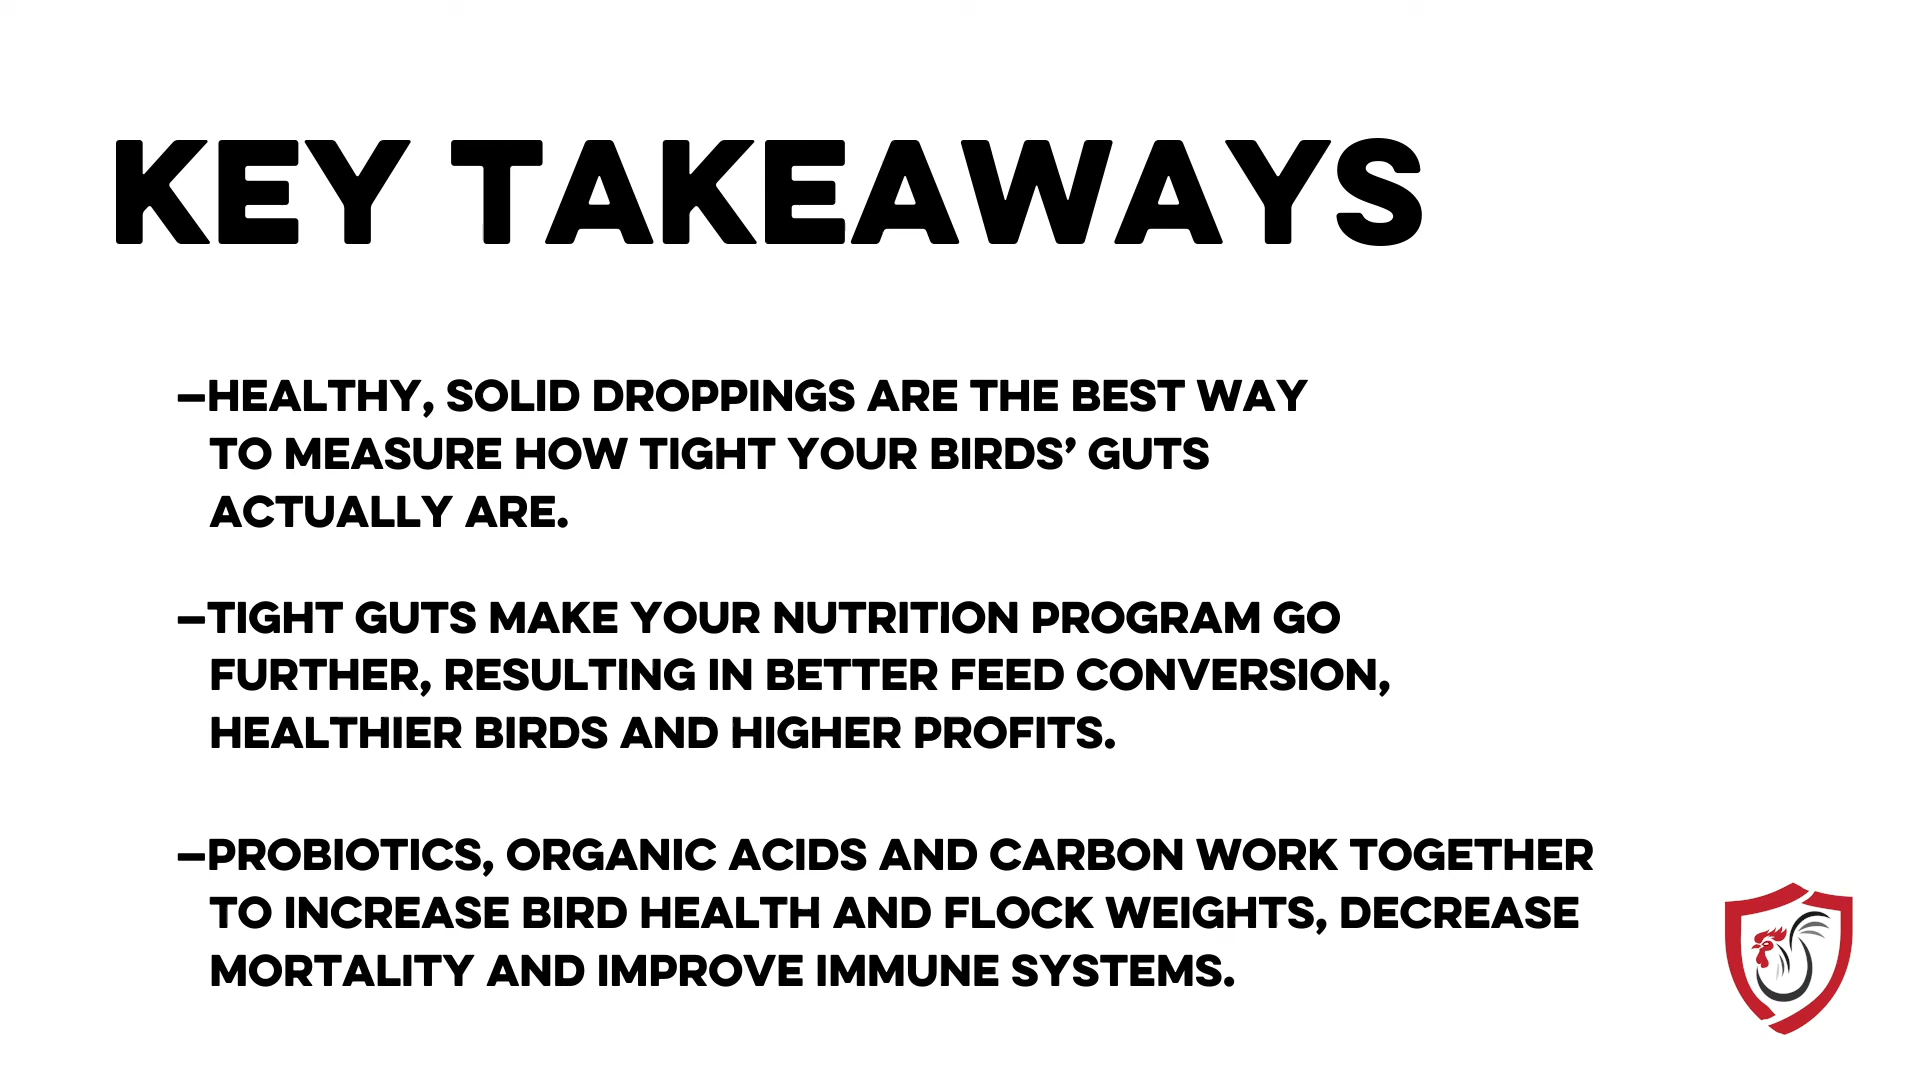 KEY TAKEAWAYS
–HEALTHY, SOLID DROPPINGS ARE THE BEST WAY
TO MEASURE HOW TIGHT YOUR BIRDS’ GUTS
ACTUALLY ARE.
–TIGHT GUTS MAKE YOUR NUTRITION PROGRAM GO
FURTHER, RESULTING IN BETTER FEED CONVERSION,
HEALTHIER BIRDS AND HIGHER PROFITS.
–PROBIOTICS, ORGANIC ACIDS AND CARBON WORK TOGETHER
TO INCREASE BIRD HEALTH AND FLOCK WEIGHTS, DECREASE
MORTALITY AND IMPROVE IMMUNE SYSTEMS.